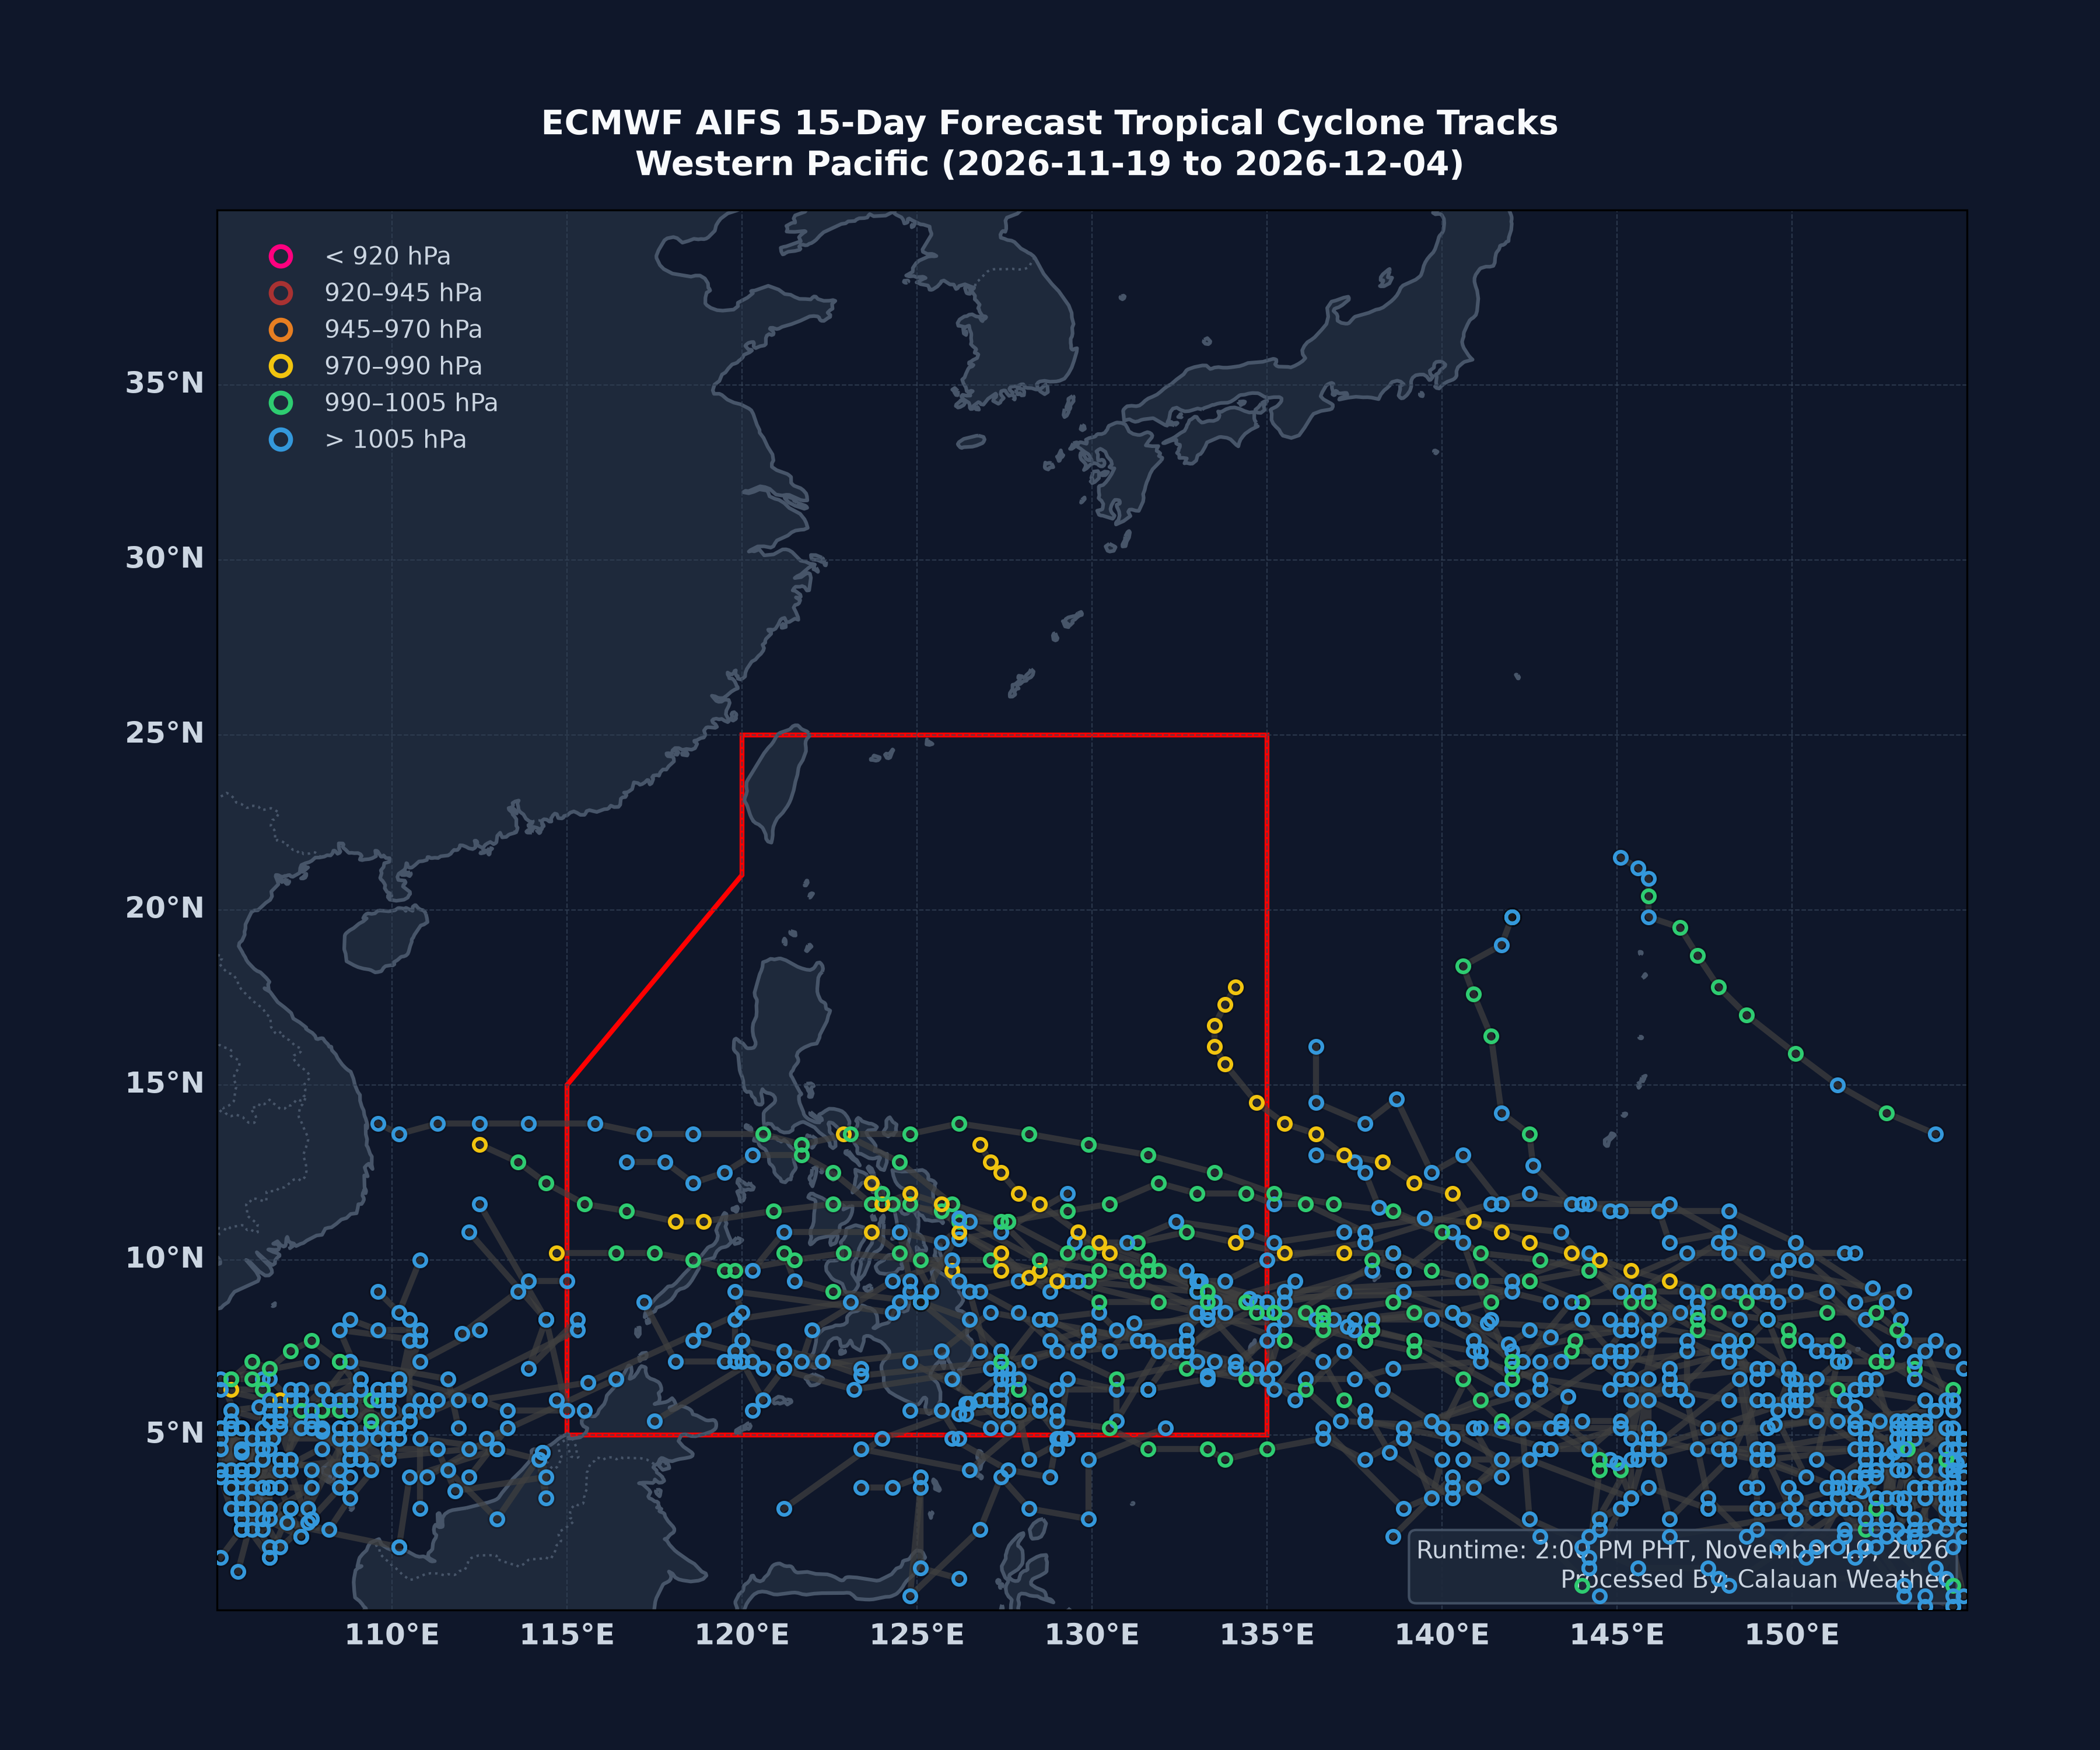 ECMWF AIFS 15-Day Forecast Tropical Cyclone Tracks
Western Pacific (2026-11-19 to 2026-12-04)
< 920 hPa
920–945 hPa
945–970 hPa
970–990 hPa
990–1005 hPa
> 1005 hPa
35°N
30°N
25°N
20°N
15°N
10°N
5°N
Runtime: 2:00 PM PHT, November 19, 2026
Processed By: Calauan Weather
110°E 115°E 120°E 125°E 130°E 135°E 140°E 145°E 150°E